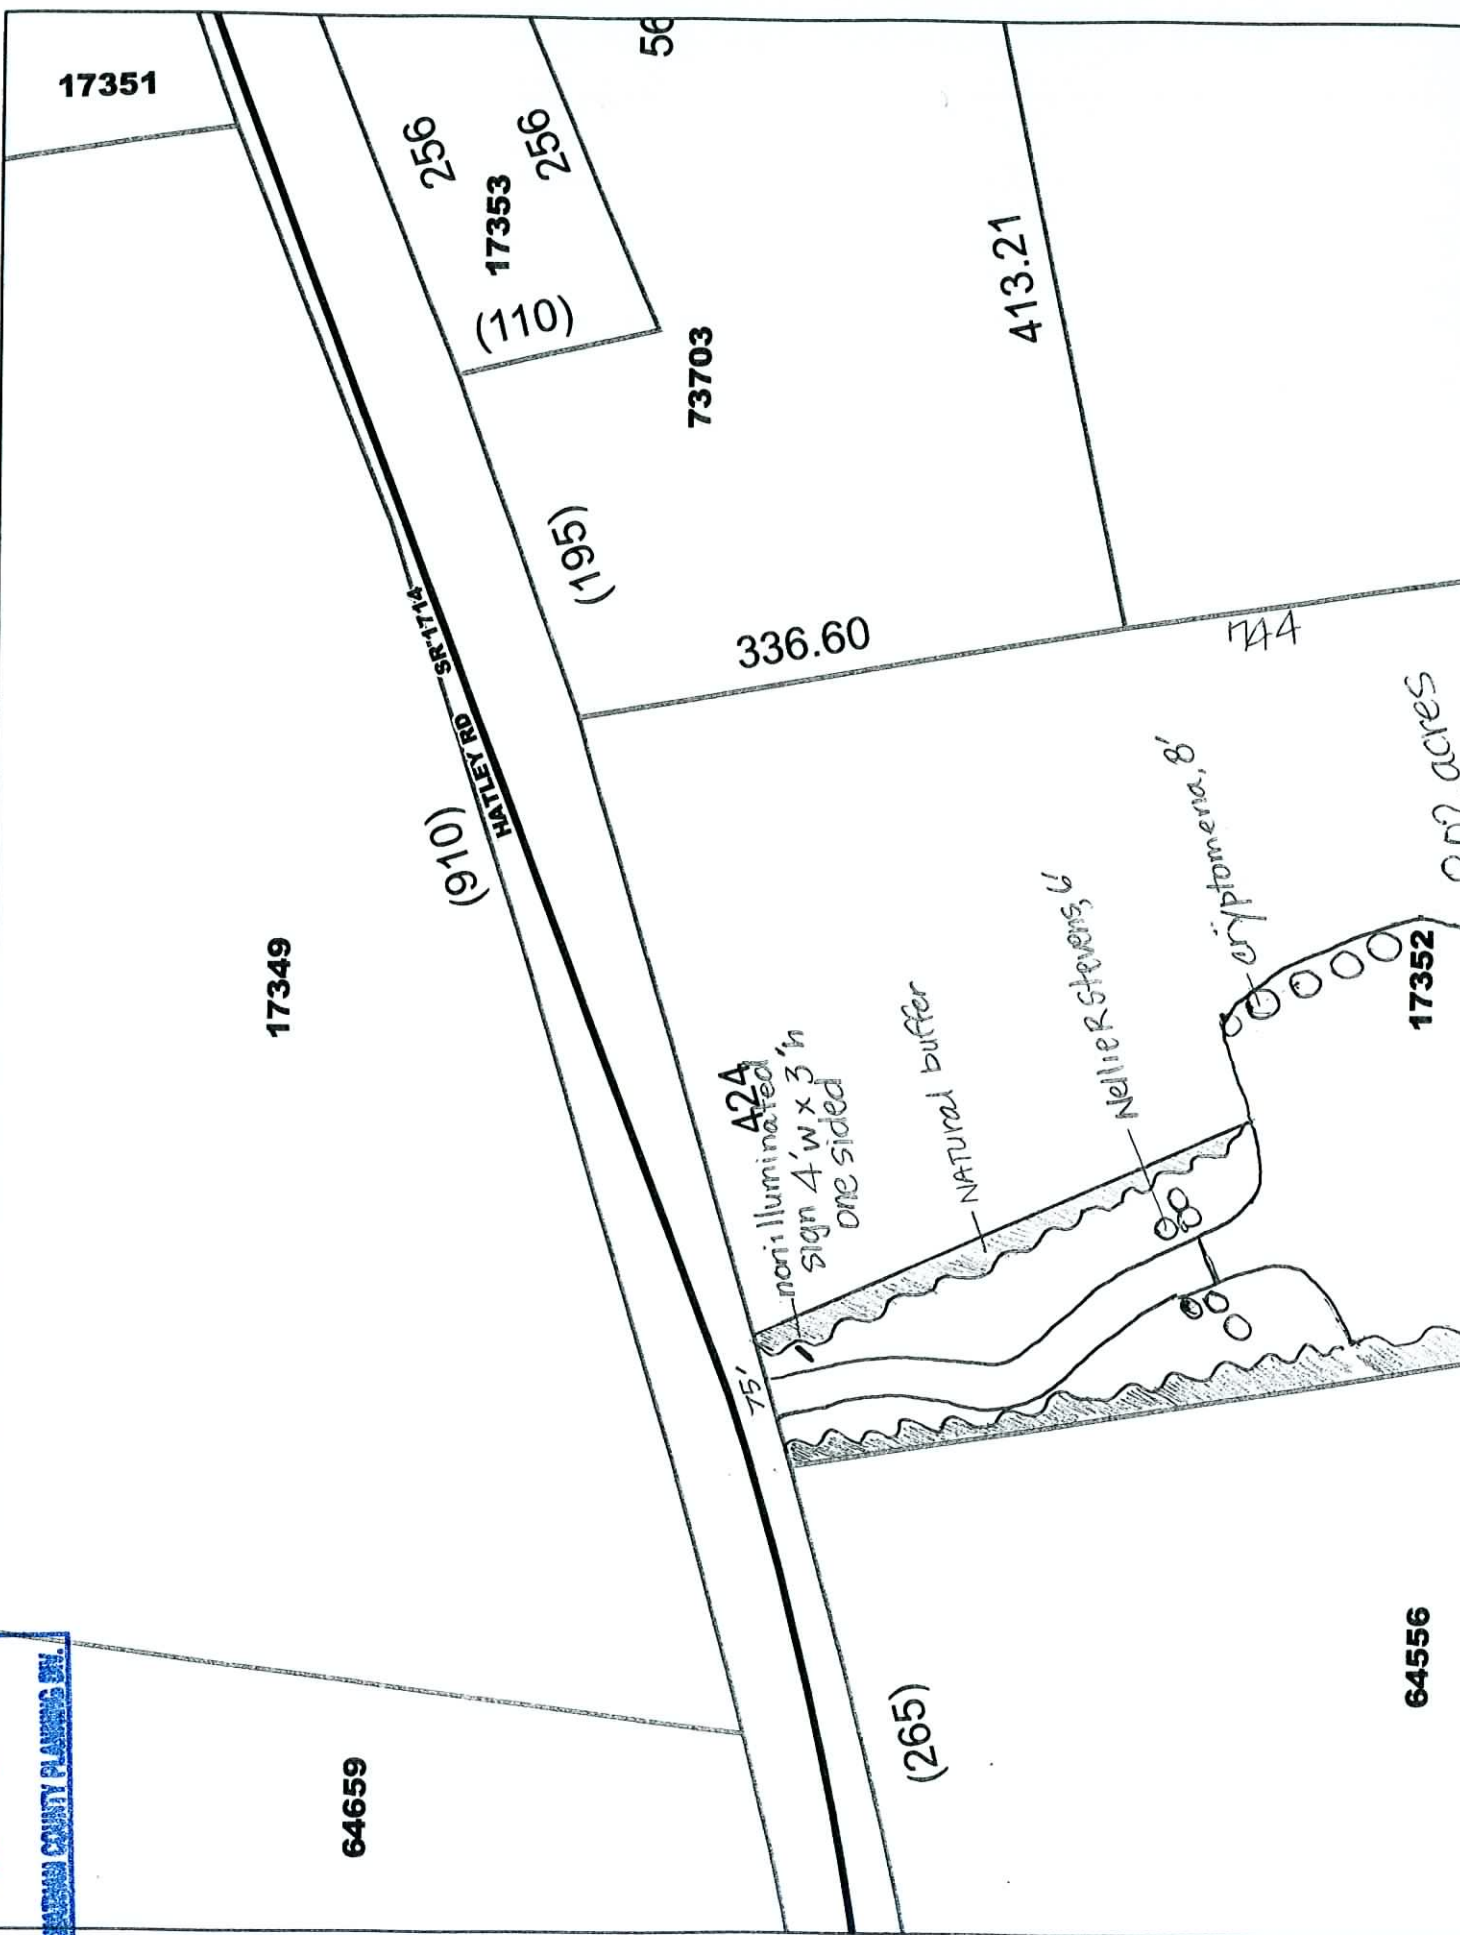 17351
256
256
17353
(110)
56
413.21
73703
(195)
SR 1714
HATLEY RD
336.60
744
(910)
17349
acres
cryptomeria, 8'
Nellie R Stevens, 6'
17352
NATURAL buffer
424
non illuminated
sign 4'w x 3'h
one sided
75'
(265)
64556
64659
COUNTY PLANNING DIV.